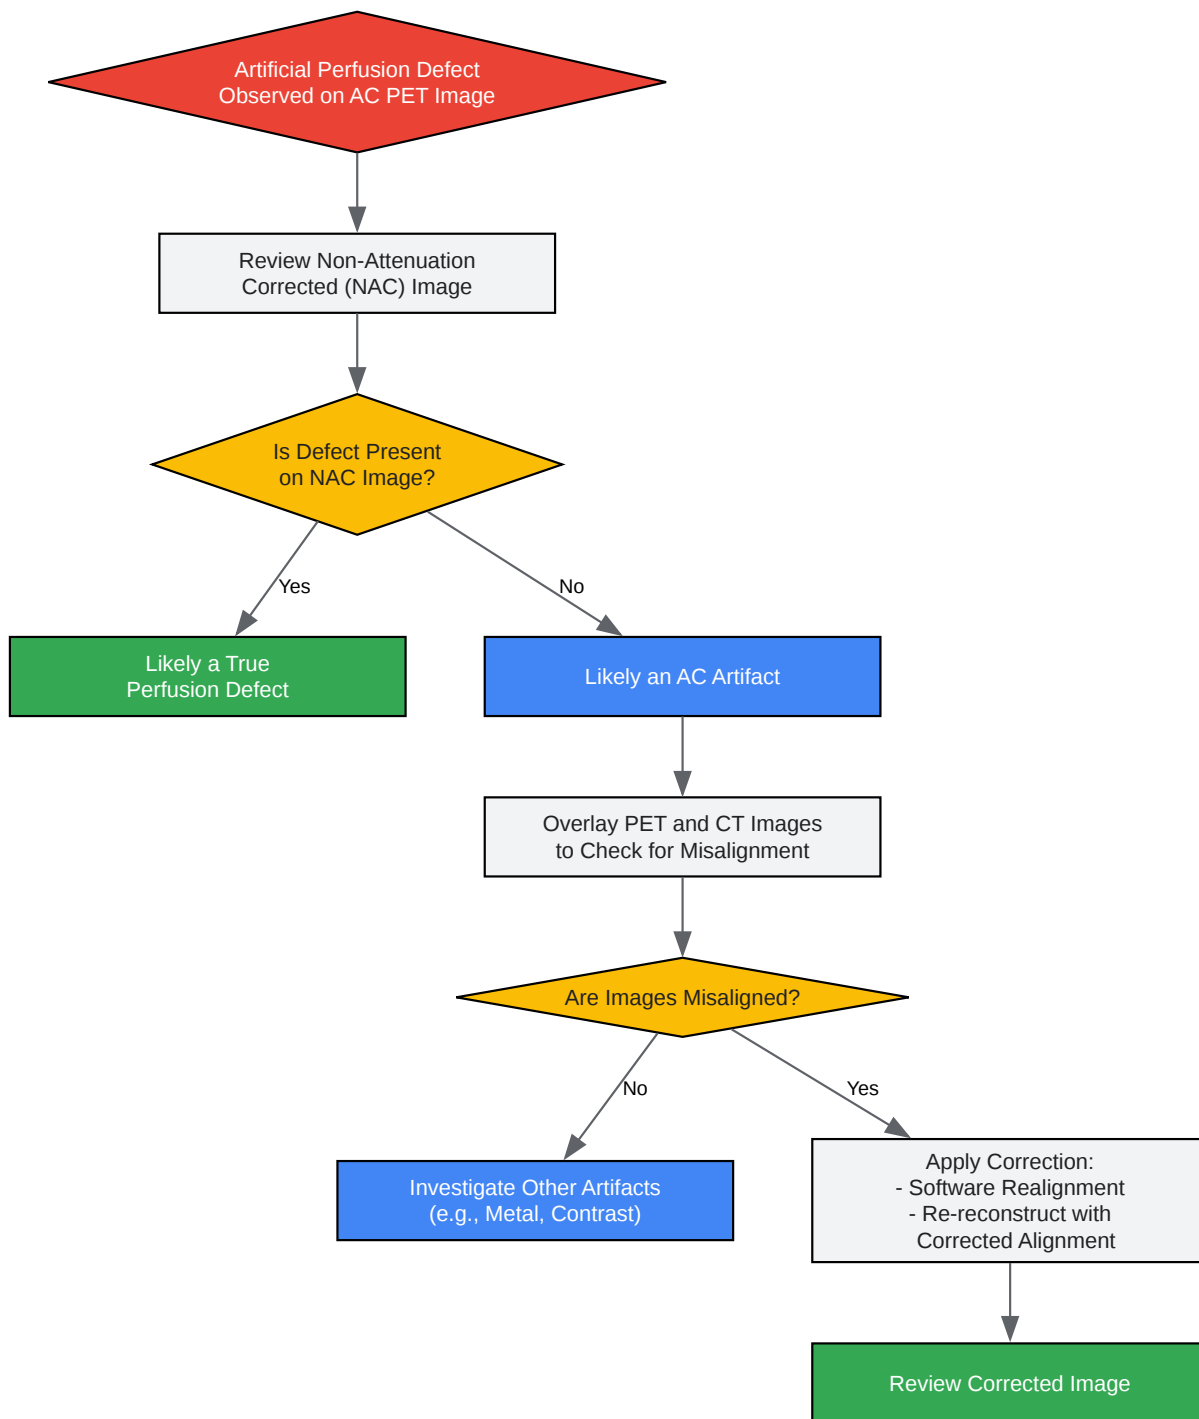 Artificial Perfusion Defect
Observed on AC PET Image
Review Non-Attenuation
Corrected (NAC) Image
Is Defect Present
on NAC Image?
Yes
No
Likely a True
Perfusion Defect
Likely an AC Artifact
Overlay PET and CT Images
to Check for Misalignment
Are Images Misaligned?
No
Yes
Investigate Other Artifacts
(e.g., Metal, Contrast)
Apply Correction:
- Software Realignment
- Re-reconstruct with
Corrected Alignment
Review Corrected Image